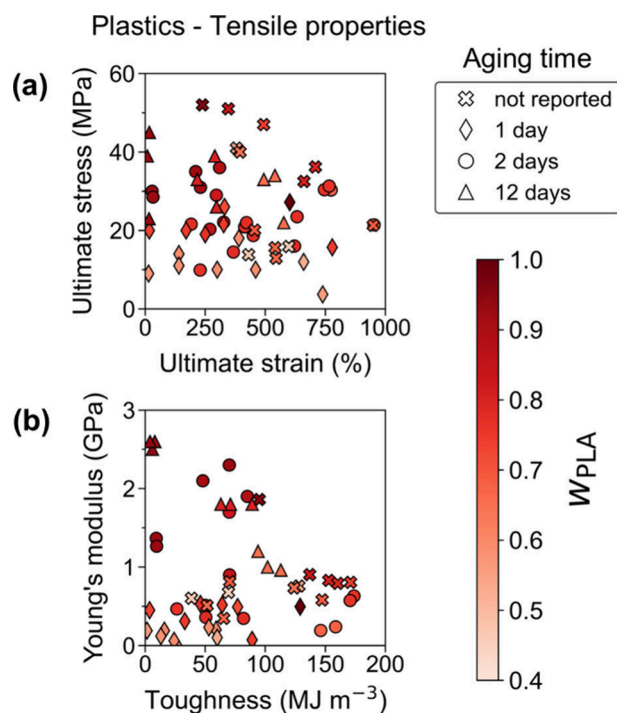 Plastics - Tensile properties
(a)
Ultimate stress (MPa)
60
40
20
0
0 250 500 750 1000
Ultimate strain (%)
Aging time
not reported
1 day
2 days
12 days
(b)
Young's modulus (GPa)
3
2
1
0
0 50 100 150 200
Toughness (MJ m⁻³)
1.0
0.9
0.8
0.7
0.6
0.5
0.4
wPLA